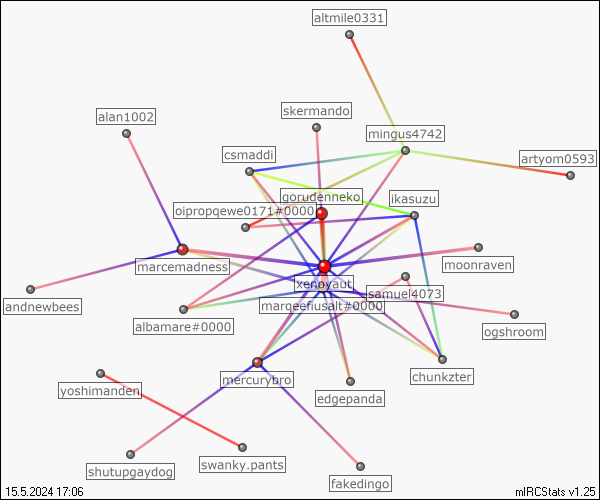 altmile0331
alan1002
skermando
mingus4742
csmaddi
artyom0593
gorudenneko
ikasuzu
oipropqewe0171#0000
marcemadness
moonraven
xenoyaut
samuel4073
andnewbees
marqeefiusalt#0000
albamare#0000
ogshroom
mercurybro
chunkzter
yoshimanden
edgepanda
shutupgaydog
swanky.pants
fakedingo
15.5.2024 17:06
mIRCStats v1.25